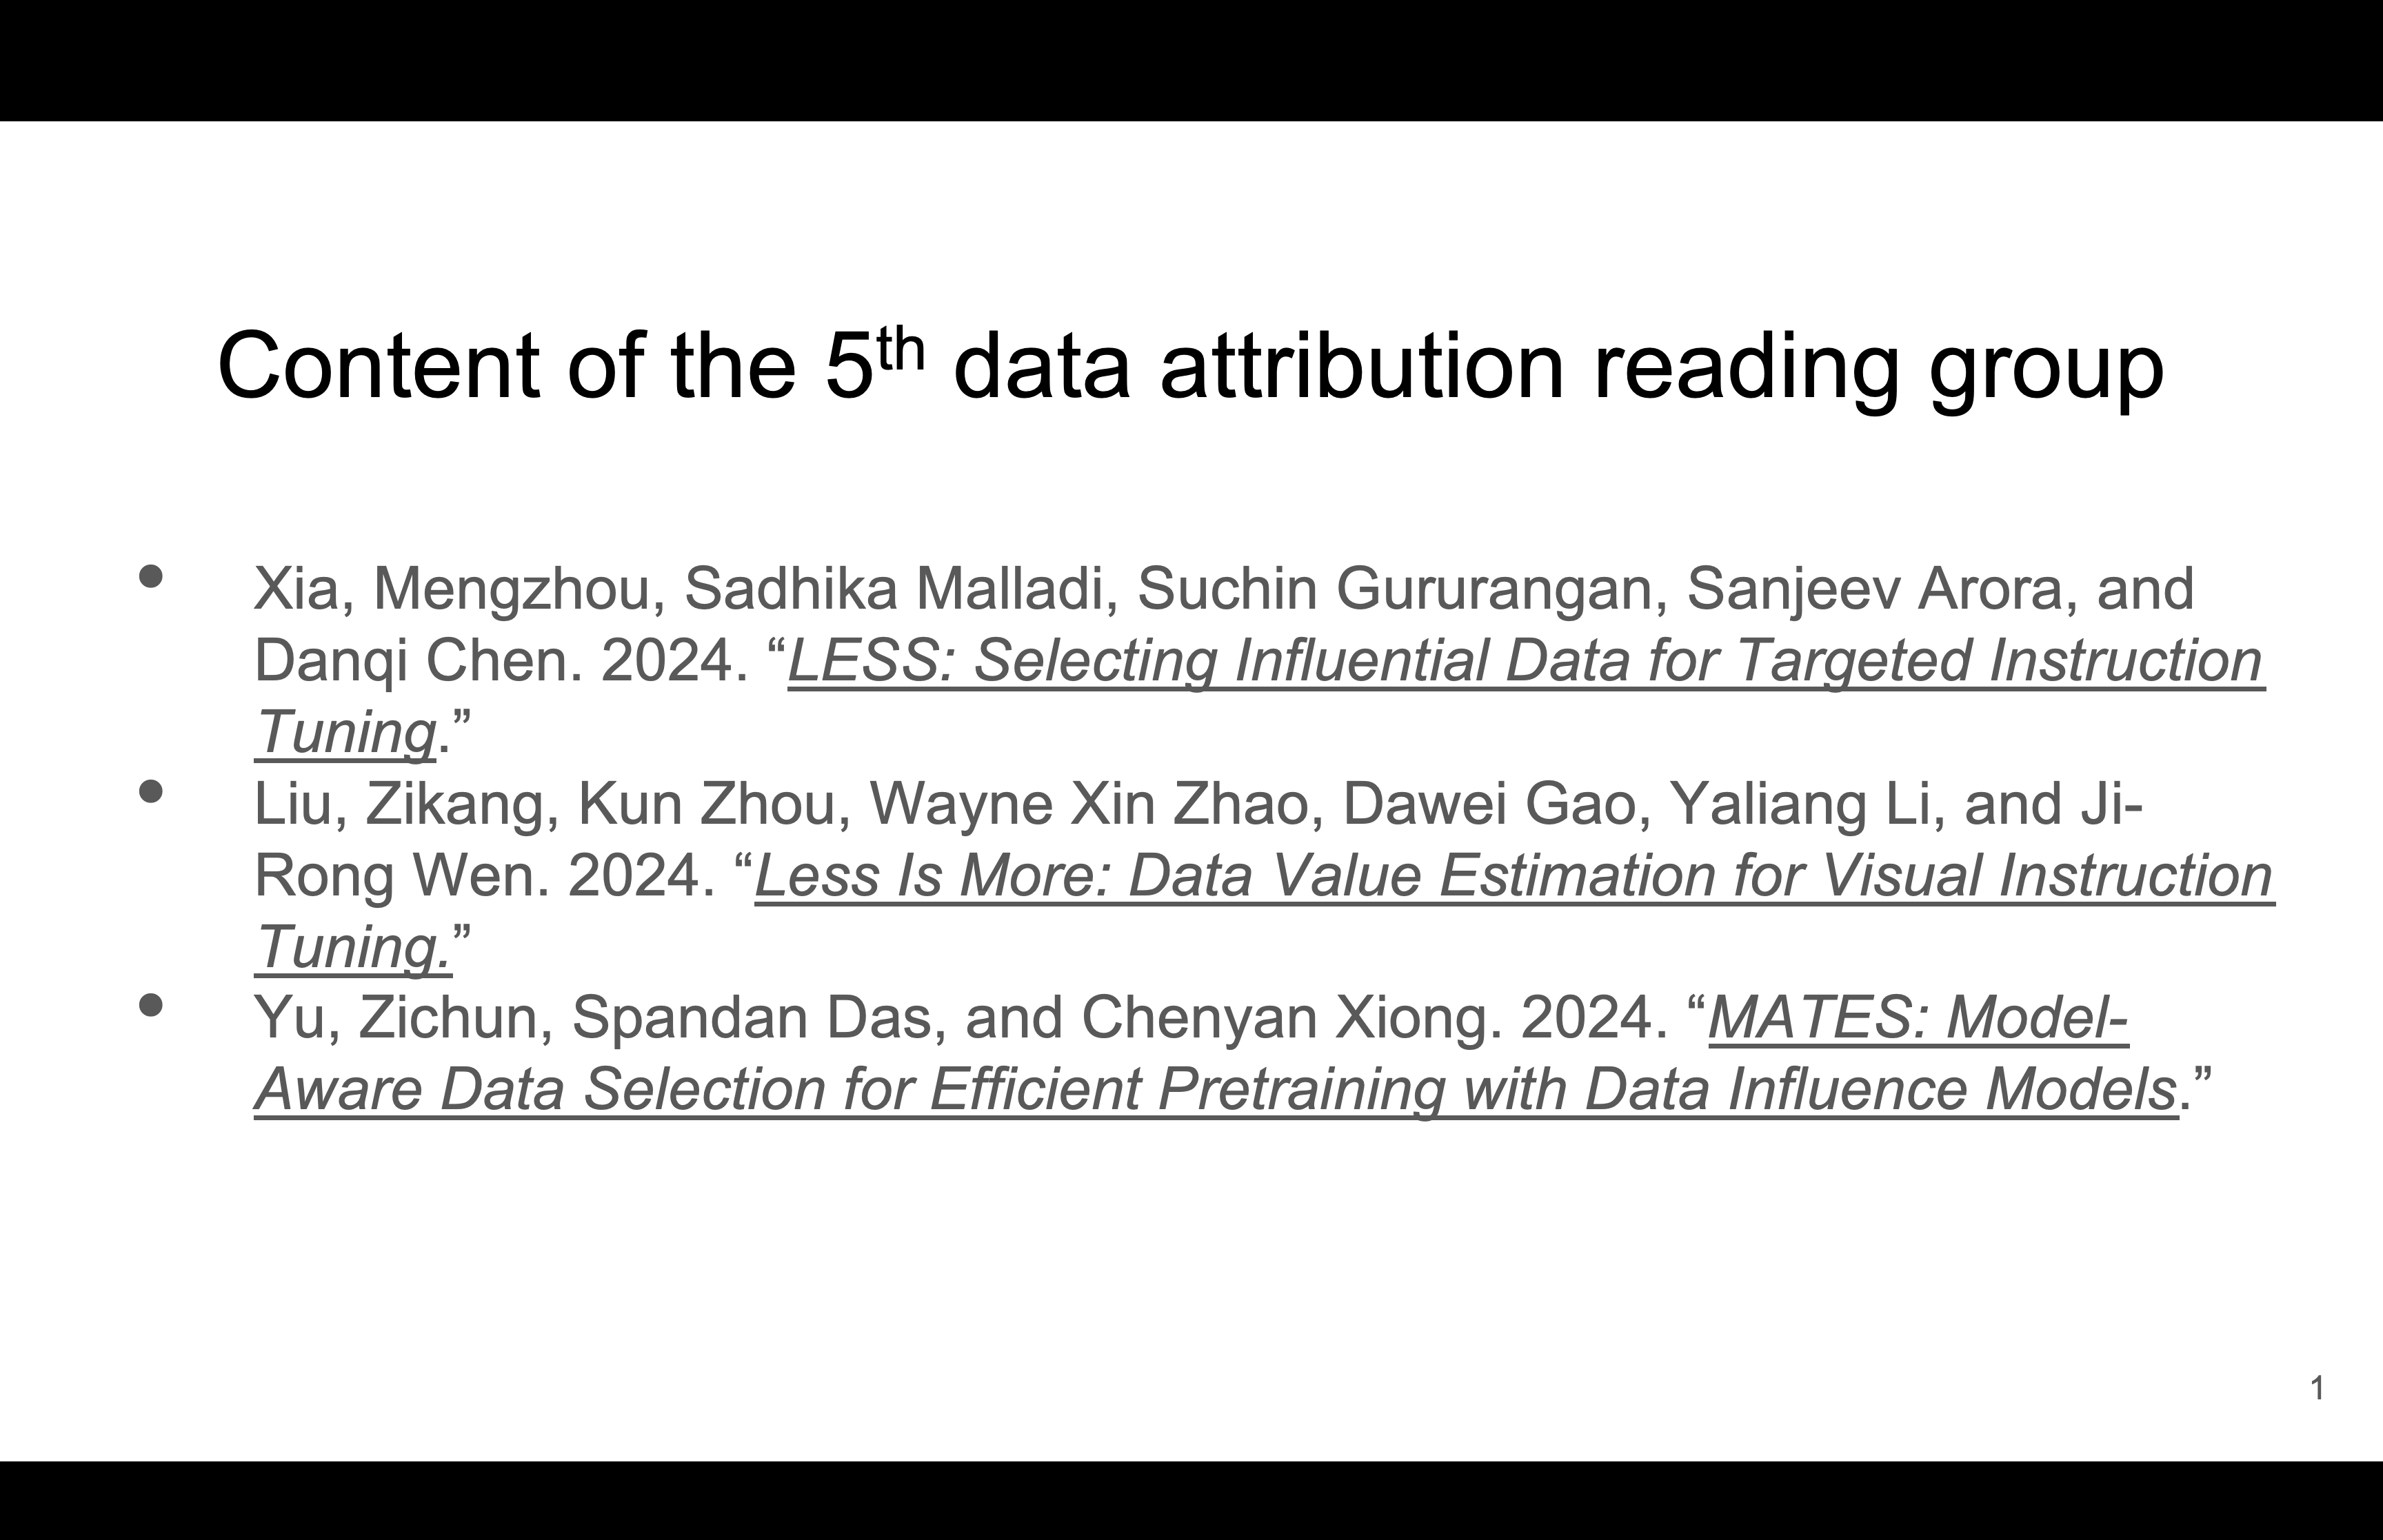 Content of the 5th data attribution reading group
• Xia, Mengzhou, Sadhika Malladi, Suchin Gururangan, Sanjeev Arora, and
Danqi Chen. 2024. “LESS: Selecting Influential Data for Targeted Instruction
Tuning.”
• Liu, Zikang, Kun Zhou, Wayne Xin Zhao, Dawei Gao, Yaliang Li, and Ji-
Rong Wen. 2024. “Less Is More: Data Value Estimation for Visual Instruction
Tuning.”
• Yu, Zichun, Spandan Das, and Chenyan Xiong. 2024. “MATES: Model-
Aware Data Selection for Efficient Pretraining with Data Influence Models.”
1